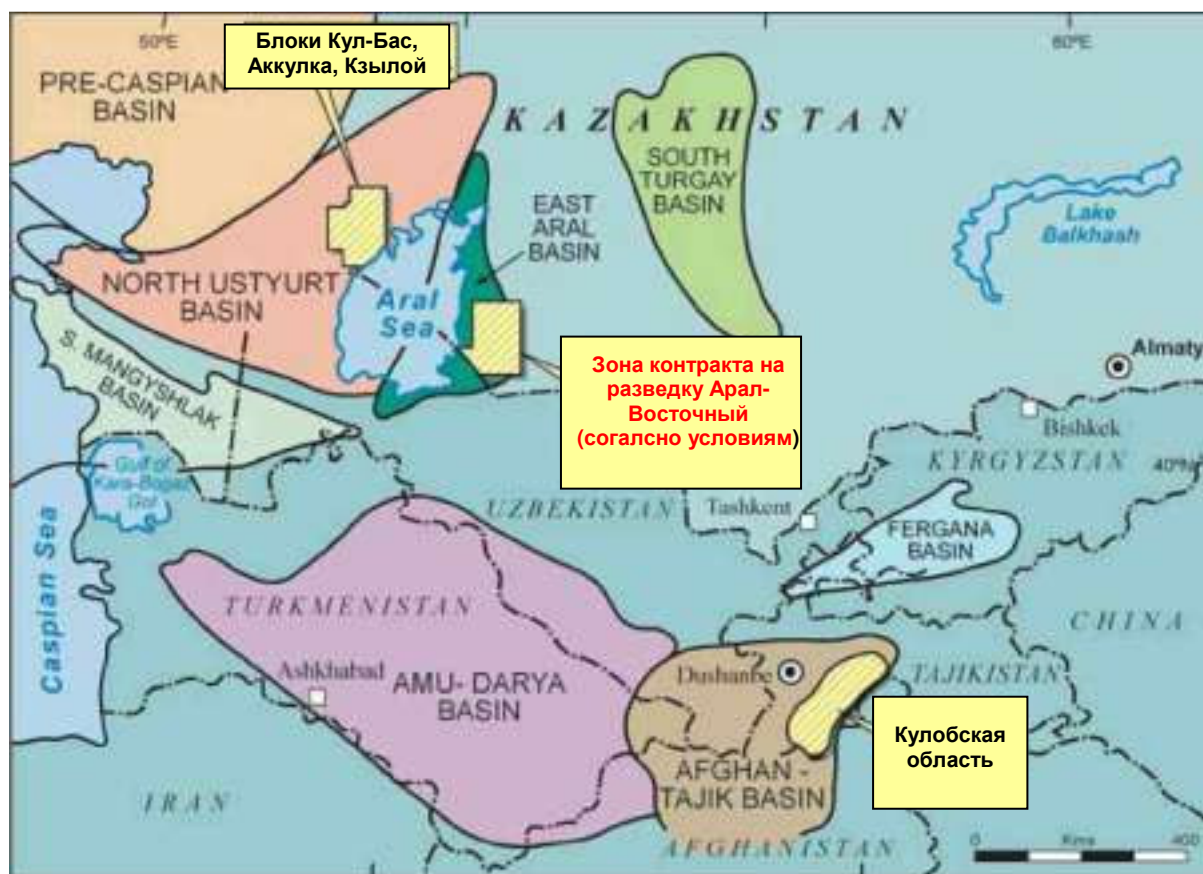 50°E
60°E
Блоки Кул-Бас,
Аккулка, Кзылой
PRE-CASPIAN
BASIN
KAZAKHSTAN
SOUTH
TURGAY
BASIN
EAST
ARAL
BASIN
Lake
Balkhash
NORTH USTYURT
BASIN
Aral
Sea
S. MANGYSHLAK
BASIN
Зона контракта на
разведку Арал-
Восточный
(согалсно условиям)
Almaty
Bishkek
KYRGYZSTAN
40°N
Gulf of
Kara-Bogaz
Gol
UZBEKISTAN
Tashkent
FERGANA
BASIN
Caspian Sea
TURKMENISTAN
CHINA
Ashkhabad
AMU- DARYA
BASIN
Dushanbe
TAJIKISTAN
Кулобская
область
AFGHAN -
TAJIK BASIN
IRAN
AFGHANISTAN
0 Kms 400